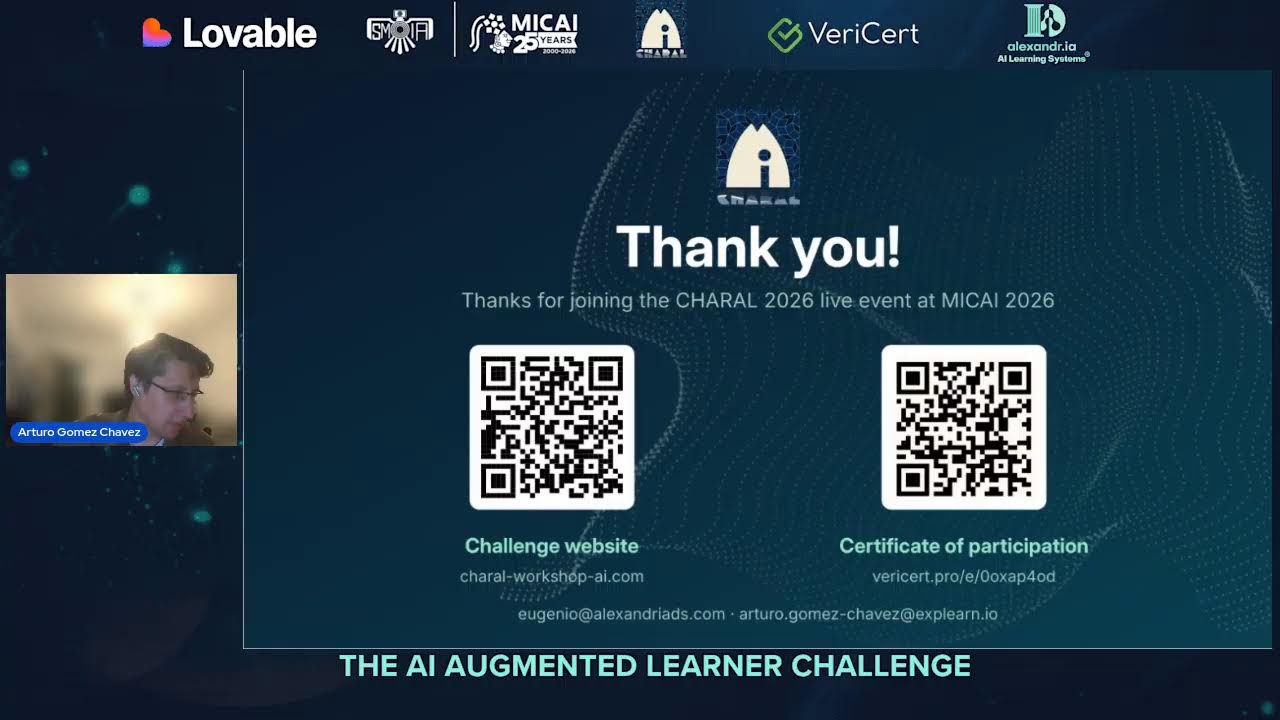 Lovable
SMIA
MICAI
25 YEARS
2000-2026
CHARAL
VeriCert
alexandr.ia
AI Learning Systems®
CHARAL
Thank you!
Thanks for joining the CHARAL 2026 live event at MICAI 2026
Arturo Gomez Chavez
Challenge website
Certificate of participation
charal-workshop-ai.com
vericert.pro/e/0oxap4od
eugenio@alexandriads.com · arturo.gomez-chavez@explearn.io
THE AI AUGMENTED LEARNER CHALLENGE